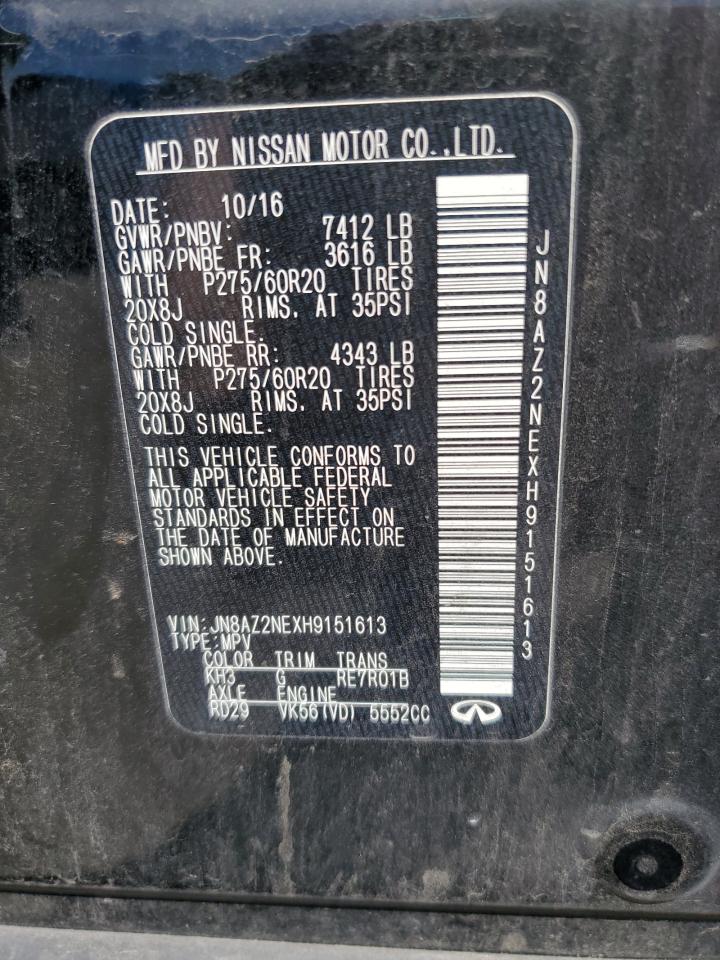 MFD BY NISSAN MOTOR CO.,LTD.
DATE: 10/16
GVWR/PNBV: 7412 LB
GAWR/PNBE FR: 3616 LB
WITH P275/60R20 TIRES
20X8J RIMS. AT 35PSI
COLD SINGLE.
GAWR/PNBE RR: 4343 LB
WITH P275/60R20 TIRES
20X8J RIMS. AT 35PSI
COLD SINGLE.
THIS VEHICLE CONFORMS TO
ALL APPLICABLE FEDERAL
MOTOR VEHICLE SAFETY
STANDARDS IN EFFECT ON
THE DATE OF MANUFACTURE
SHOWN ABOVE.
VIN:JN8AZ2NEXH9151613
TYPE:MPV
COLOR TRIM TRANS
KH3 G RE7R01B
AXLE ENGINE
RD29 VK56(VD) 5552CC
JN8AZ2NEXH9151613